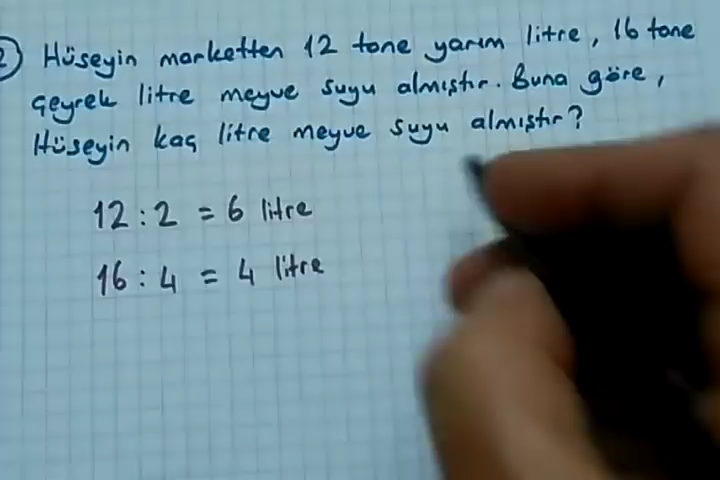 2) Hüseyin marketten 12 tane yarım litre, 16 tane
çeyrek litre meyve suyu almıştır. Buna göre,
Hüseyin kaç litre meyve suyu almıştır?
12 : 2 = 6 litre
16 : 4 = 4 litre